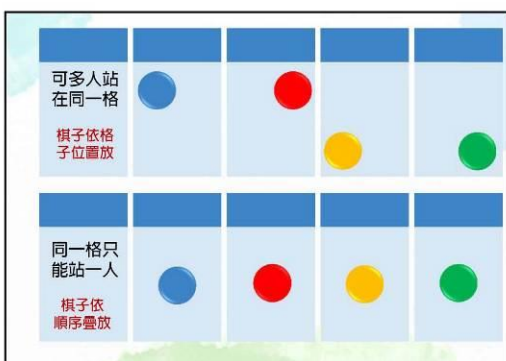 可多人站
在同一格
棋子依格
子位置放
同一格只
能站一人
棋子依
順序疊放